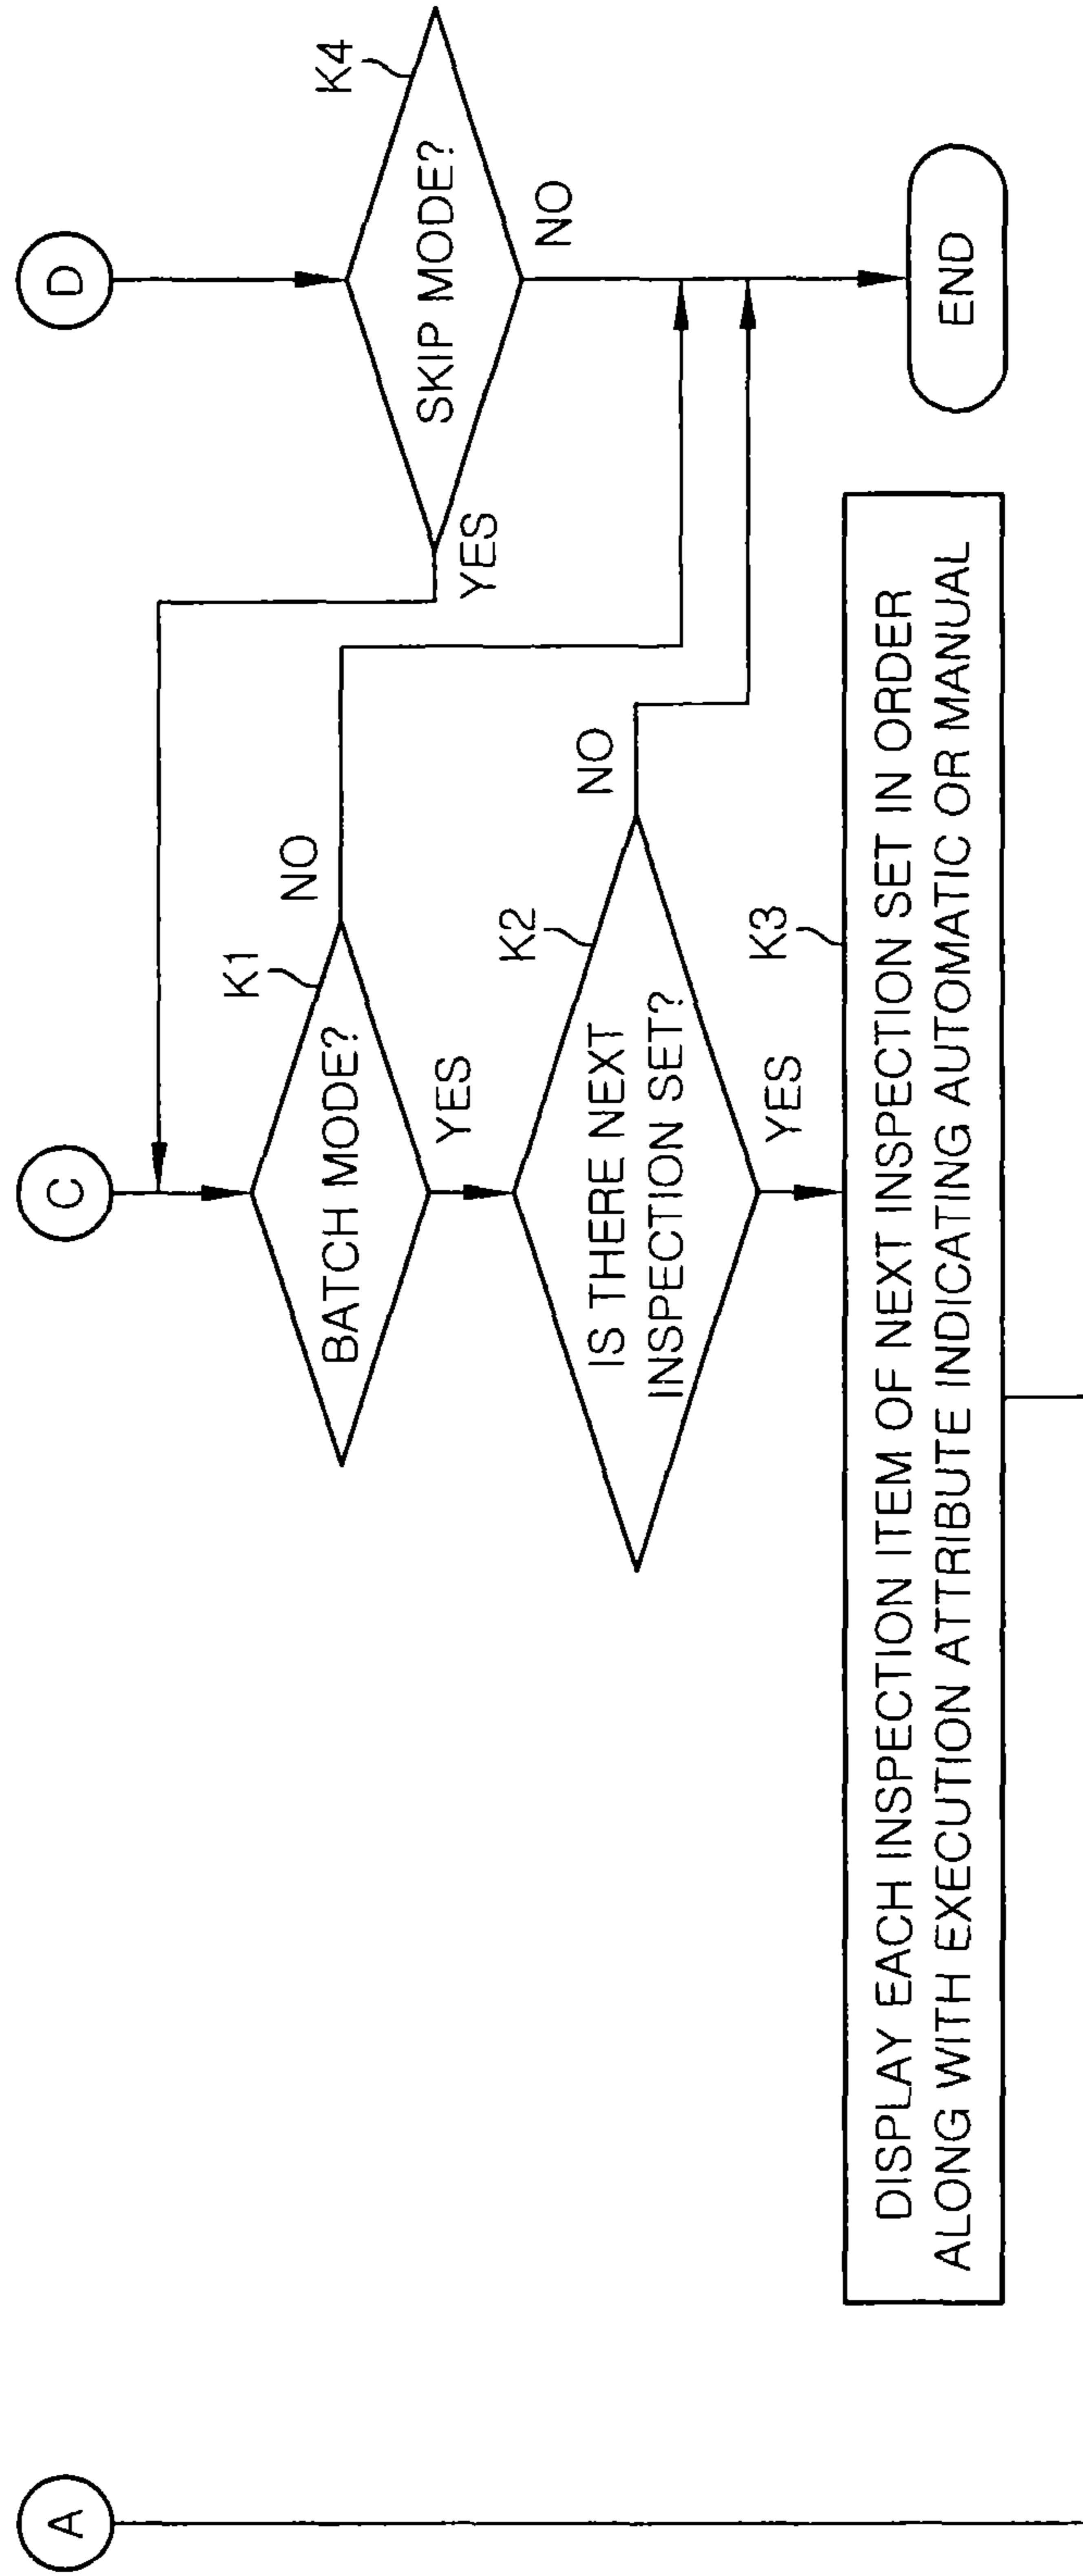 A
C
D
BATCH MODE?
K1
NO
YES
SKIP MODE?
K4
YES
NO
IS THERE NEXT
INSPECTION SET?
K2
NO
YES
K3
DISPLAY EACH INSPECTION ITEM OF NEXT INSPECTION SET IN ORDER
ALONG WITH EXECUTION ATTRIBUTE INDICATING AUTOMATIC OR MANUAL
END